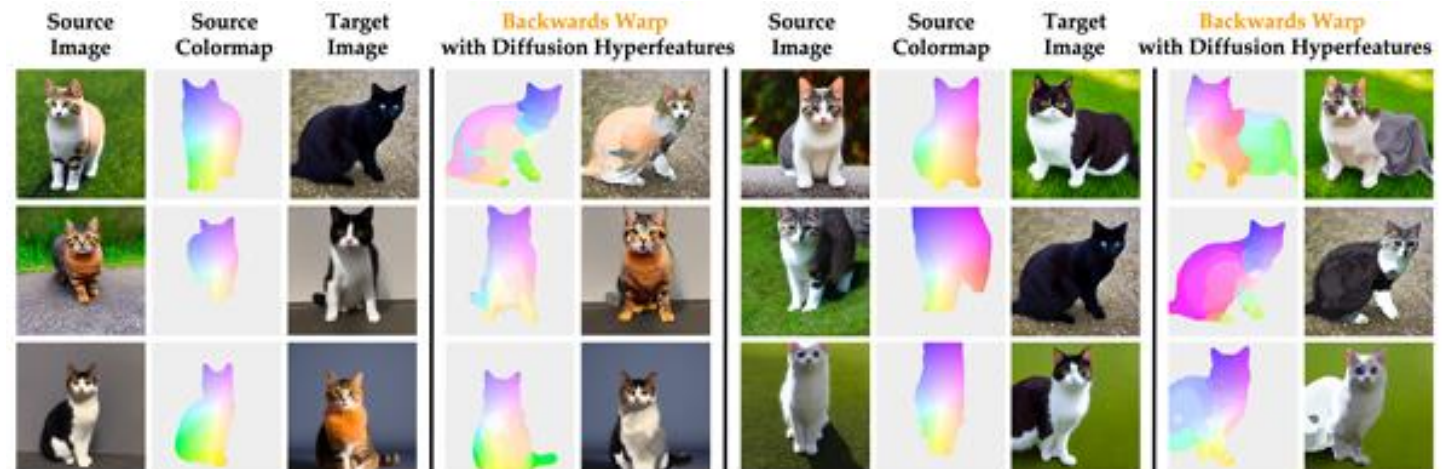 Source Image
Source Colormap
Target Image
Backwards Warp
with Diffusion Hyperfeatures
Source Image
Source Colormap
Target Image
Backwards Warp
with Diffusion Hyperfeatures